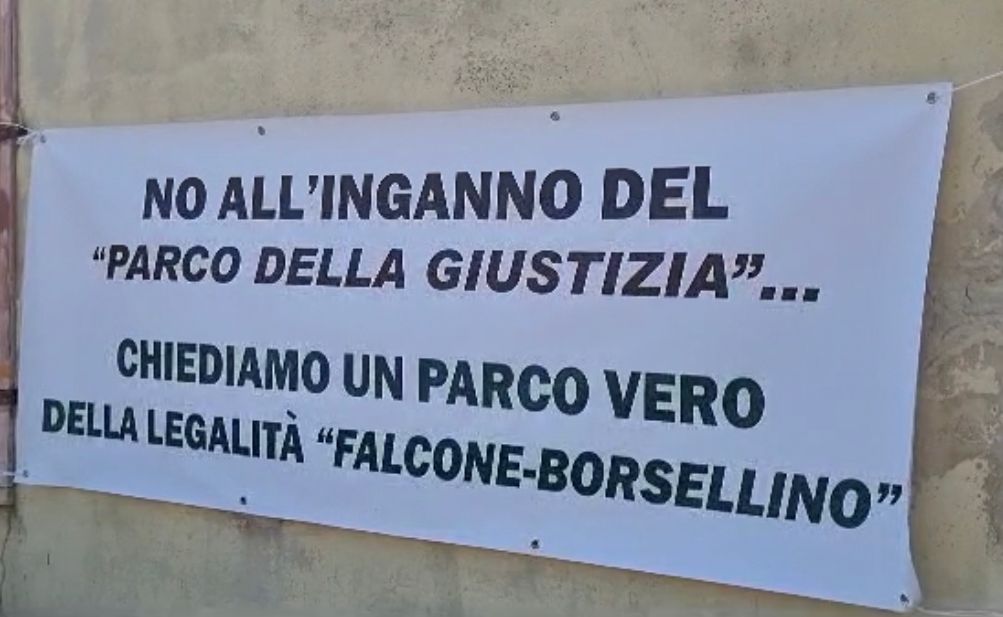 NO ALL'INGANNO DEL
“PARCO DELLA GIUSTIZIA”...
CHIEDIAMO UN PARCO VERO
DELLA LEGALITÀ “FALCONE-BORSELLINO”